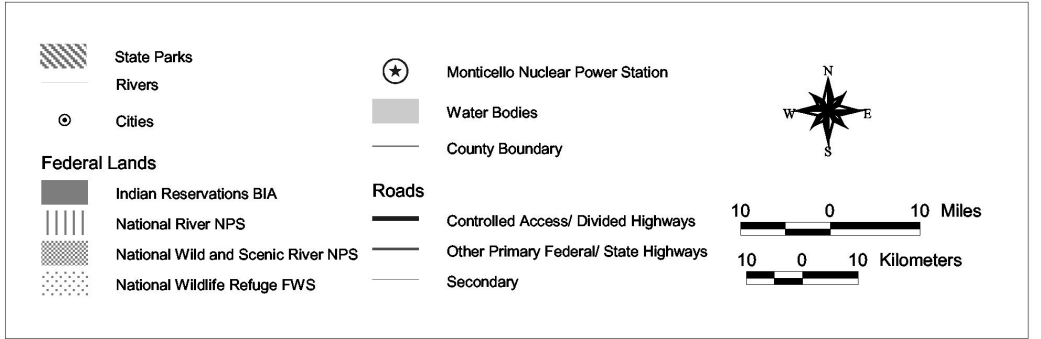 State Parks
Rivers
Cities
Federal Lands
Indian Reservations BIA
National River NPS
National Wild and Scenic River NPS
National Wildlife Refuge FWS
Monticello Nuclear Power Station
Water Bodies
County Boundary
Roads
Controlled Access/ Divided Highways
Other Primary Federal/ State Highways
Secondary
N
W E
S
10 0 10 Miles
10 0 10 Kilometers